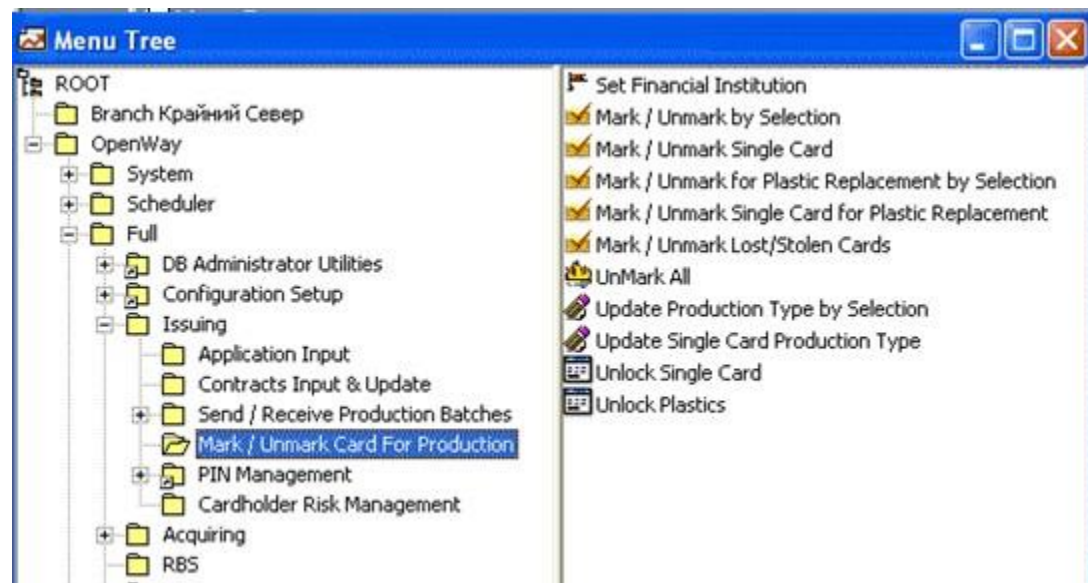 Menu Tree
ROOT
Branch Крайний Север
OpenWay
System
Scheduler
Full
DB Administrator Utilities
Configuration Setup
Issuing
Application Input
Contracts Input & Update
Send / Receive Production Batches
Mark / Unmark Card For Production
PIN Management
Cardholder Risk Management
Acquiring
RBS
Set Financial Institution
Mark / Unmark by Selection
Mark / Unmark Single Card
Mark / Unmark for Plastic Replacement by Selection
Mark / Unmark Single Card for Plastic Replacement
Mark / Unmark Lost/Stolen Cards
UnMark All
Update Production Type by Selection
Update Single Card Production Type
Unlock Single Card
Unlock Plastics